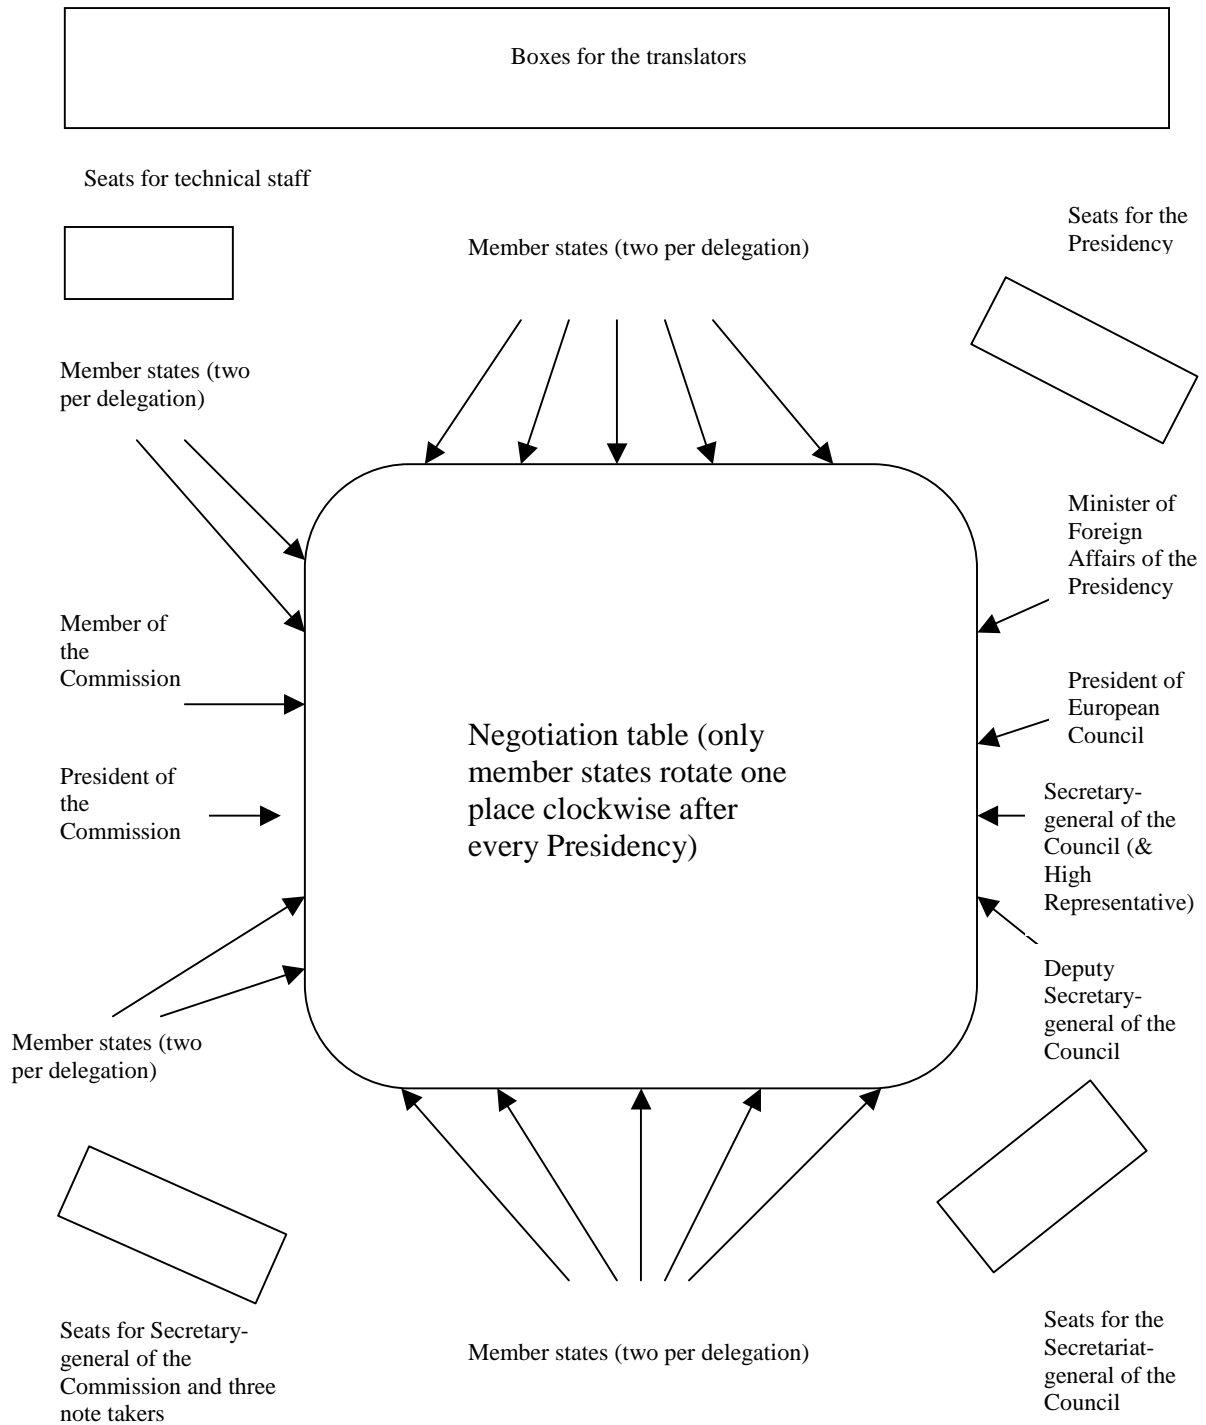 Boxes for the translators
Seats for technical staff
Seats for the
Presidency
Member states (two per delegation)
Member states (two
per delegation)
Minister of
Foreign
Affairs of the
Presidency
Member of
the
Commission
President of
European
Council
Negotiation table (only
member states rotate one
place clockwise after
every Presidency)
President of
the
Commission
Secretary-
general of the
Council (&
High
Representative)
Deputy
Secretary-
general of the
Council
Member states (two
per delegation)
Seats for Secretary-
general of the
Commission and three
note takers
Member states (two per delegation)
Seats for the
Secretariat-
general of the
Council